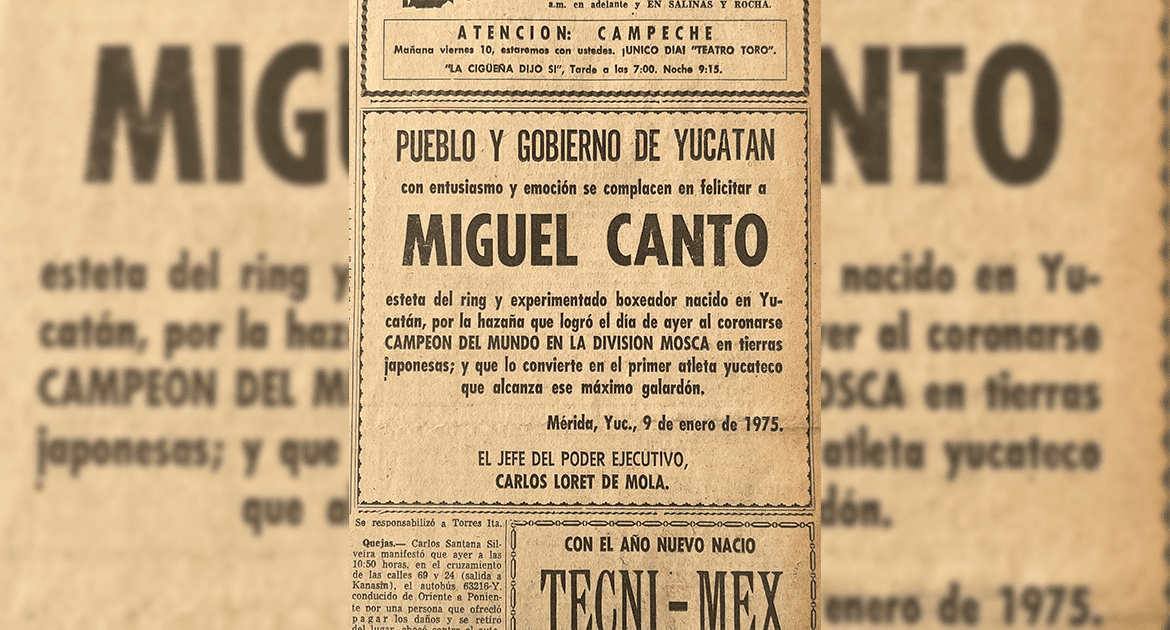 a.m. en adelante y EN SALINAS Y ROCHA.
ATENCION: CAMPECHE
Mañana viernes 10, estaremos con ustedes. ¡UNICO DIA! "TEATRO TORO".
"LA CIGÜEÑA DIJO SI", Tarde a las 7:00. Noche 9:15.
PUEBLO Y GOBIERNO DE YUCATAN
con entusiasmo y emoción se complacen en felicitar a
MIGUEL CANTO
esteta del ring y experimentado boxeador nacido en Yu-
catán, por la hazaña que logró el día de ayer al coronarse
CAMPEON DEL MUNDO EN LA DIVISION MOSCA en tierras
japonesas; y que lo convierte en el primer atleta yucateco
que alcanza ese máximo galardón.
Mérida, Yuc., 9 de enero de 1975.
EL JEFE DEL PODER EJECUTIVO,
CARLOS LORET DE MOLA.
Se responsabilizó a Torres Ita.
Quejas.— Carlos Santana Sil-
veira manifestó que ayer a las
10:50 horas, en el cruzamiento
de las calles 69 y 24 (salida a
Kanasín), el autobús 63216-Y,
conducido de Oriente a Ponien-
te por una persona que ofreció
pagar los daños y se retiró
del lugar, chocó contra el auto-
CON EL AÑO NUEVO NACIO
TECNI-MEX